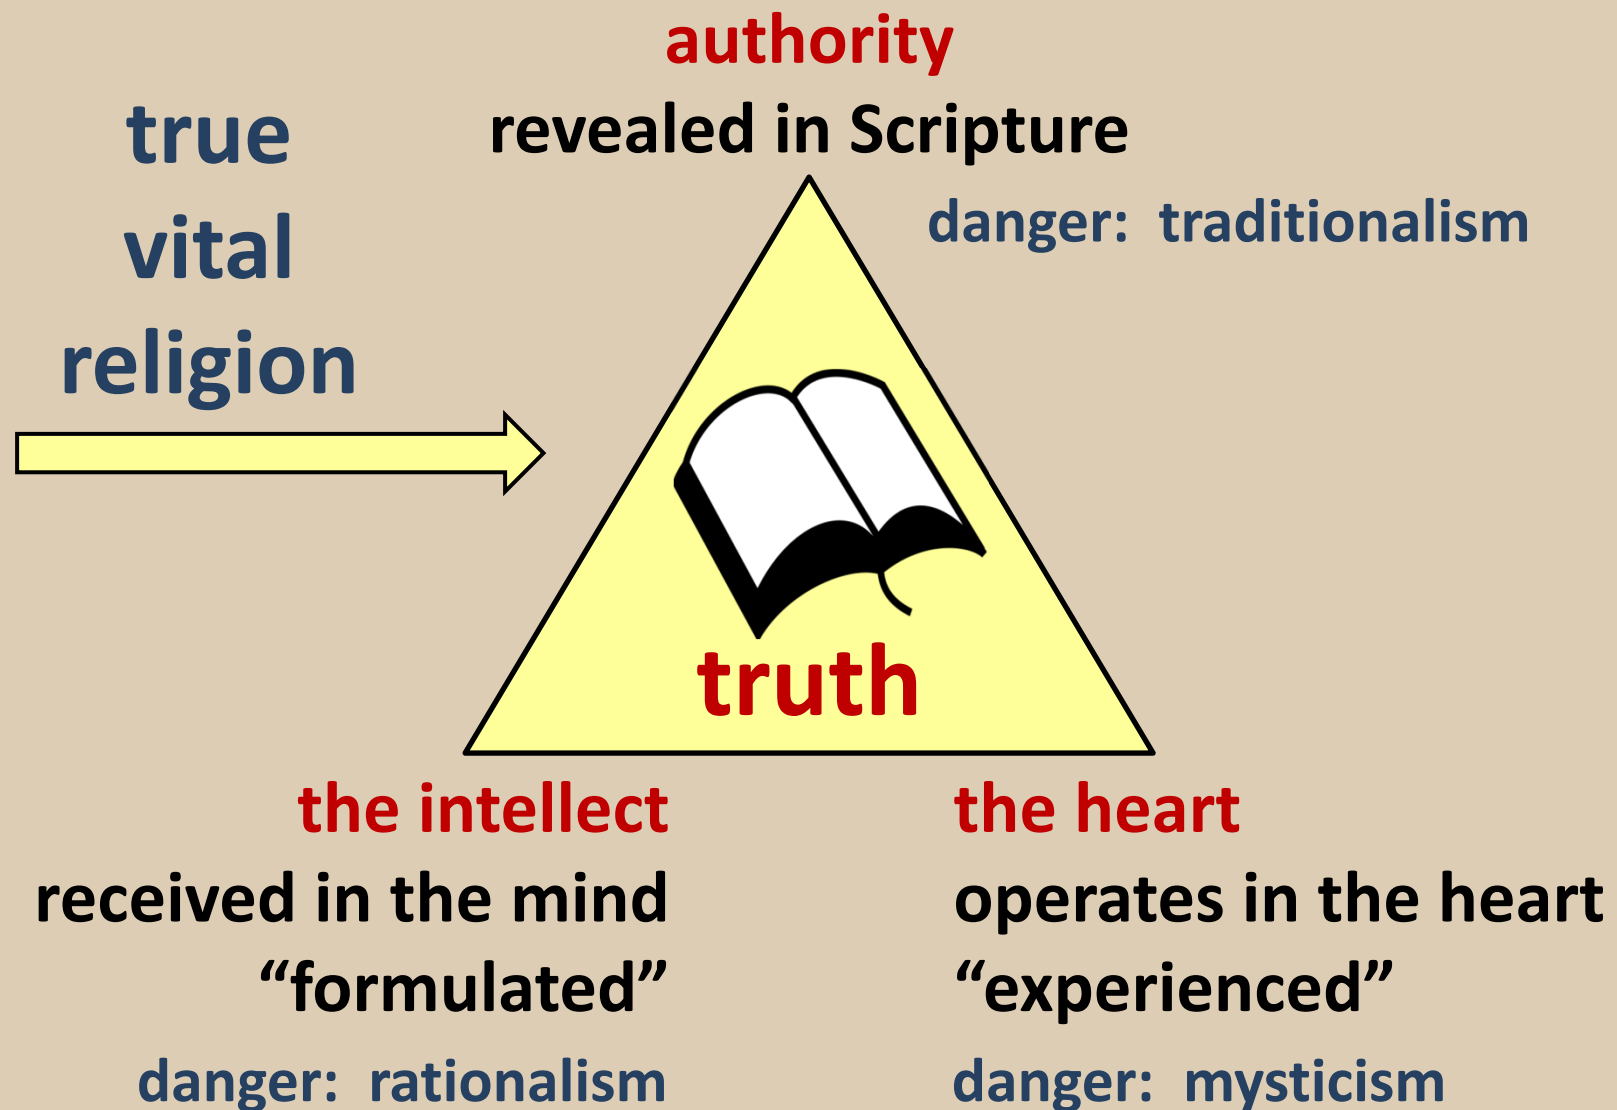 authority
revealed in Scripture
true
vital
religion
danger: traditionalism
truth
the intellect
received in the mind
“formulated”
danger: rationalism
the heart
operates in the heart
“experienced”
danger: mysticism